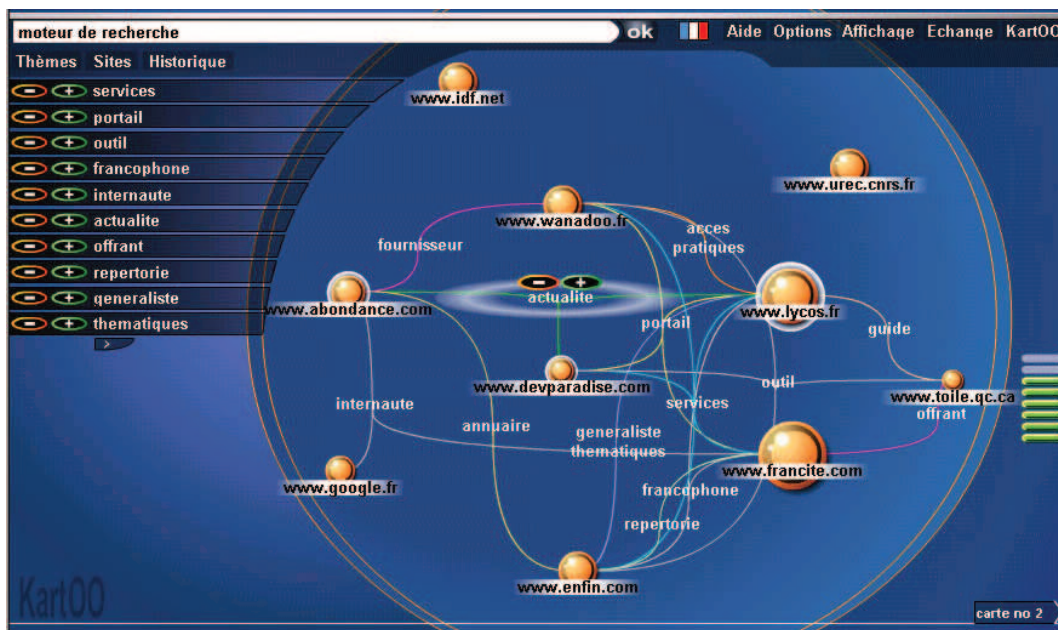 moteur de recherche
ok
Aide Options Affichage Echange KartOO
Thèmes Sites Historique
services
portail
outil
francophone
internaute
actualite
offrant
repertorie
generaliste
thematiques
>
www.idf.net
www.urec.cnrs.fr
www.wanadoo.fr
acces
pratiques
fournisseur
actualite
www.abondance.com
www.lycos.fr
portail
guide
www.devparadise.com
outil
www.toile.qc.ca
internaute
services
offrant
annuaire
generaliste
thematiques
www.francite.com
www.google.fr
francophone
repertorie
www.enfin.com
KartOO
carte no 2